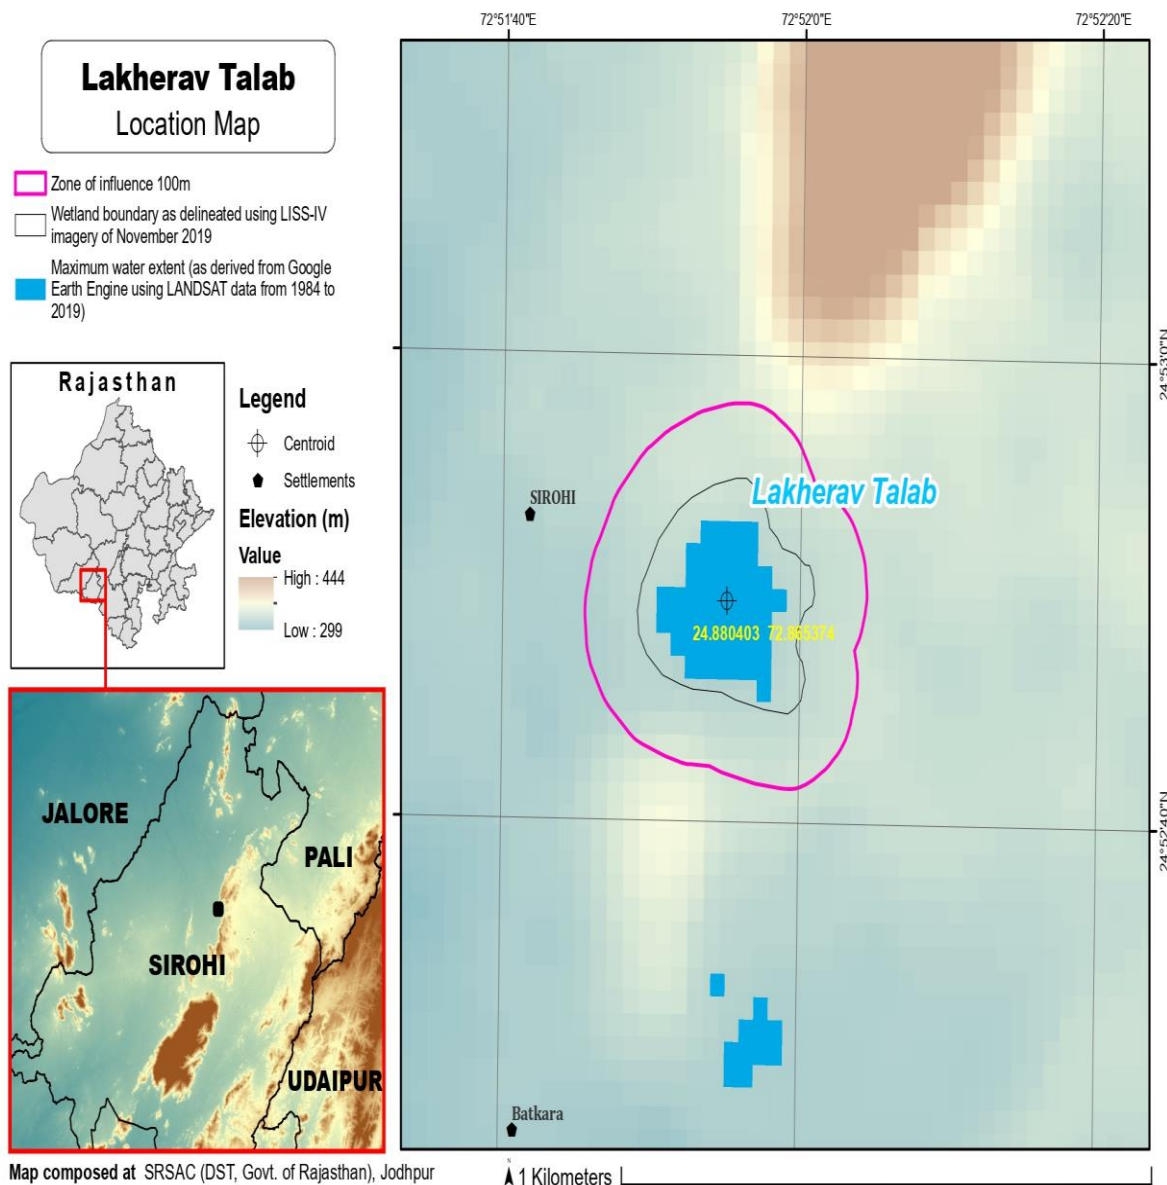 Lakherav Talab
Location Map
Zone of influence 100m
Wetland boundary as delineated using LISS-IV
imagery of November 2019
Maximum water extent (as derived from Google
Earth Engine using LANDSAT data from 1984 to
2019)
Rajasthan
Legend
Centroid
Settlements
Elevation (m)
Value
High : 444
Low : 299
JALORE
PALI
SIROHI
UDAIPUR
Map composed at SRSAC (DST, Govt. of Rajasthan), Jodhpur
72°51'40"E
72°52'0"E
72°52'20"E
24°53'0"N
Lakherav Talab
SIROHI
24.880403 72.865374
24°52'40"N
Batkara
N
1 Kilometers